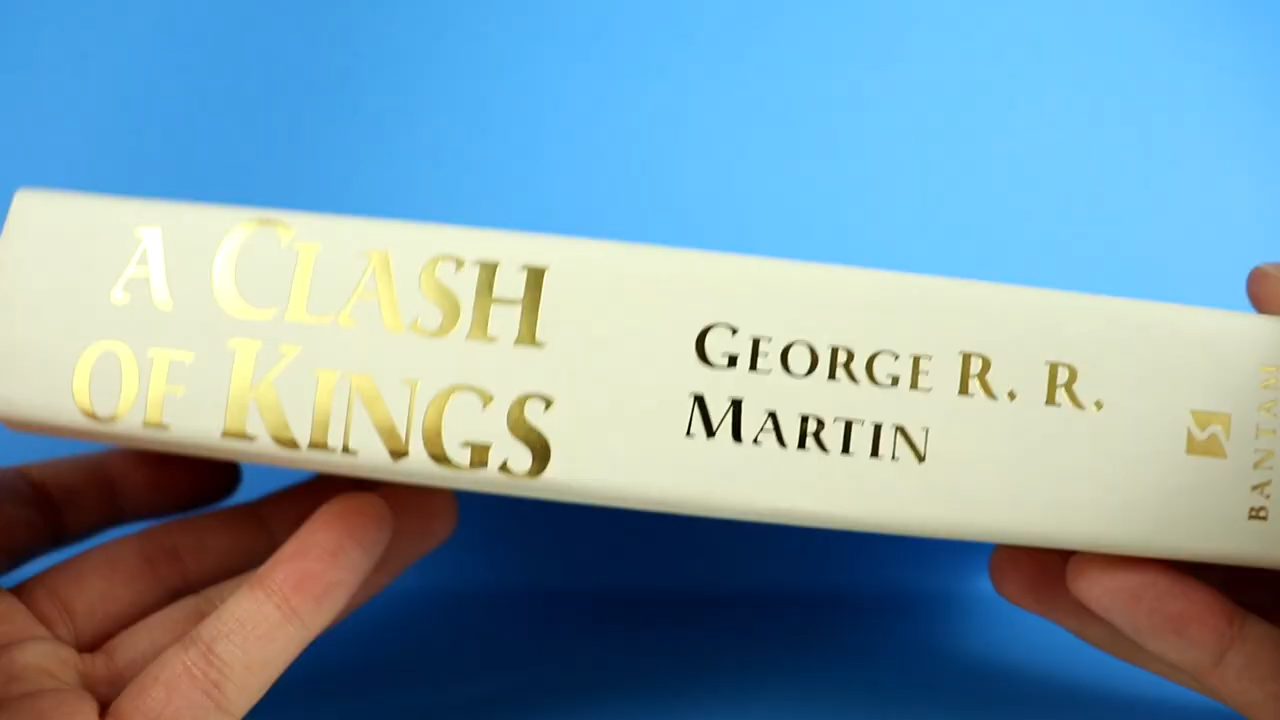 A CLASH
OF KINGS
GEORGE R. R.
MARTIN
BANTAM